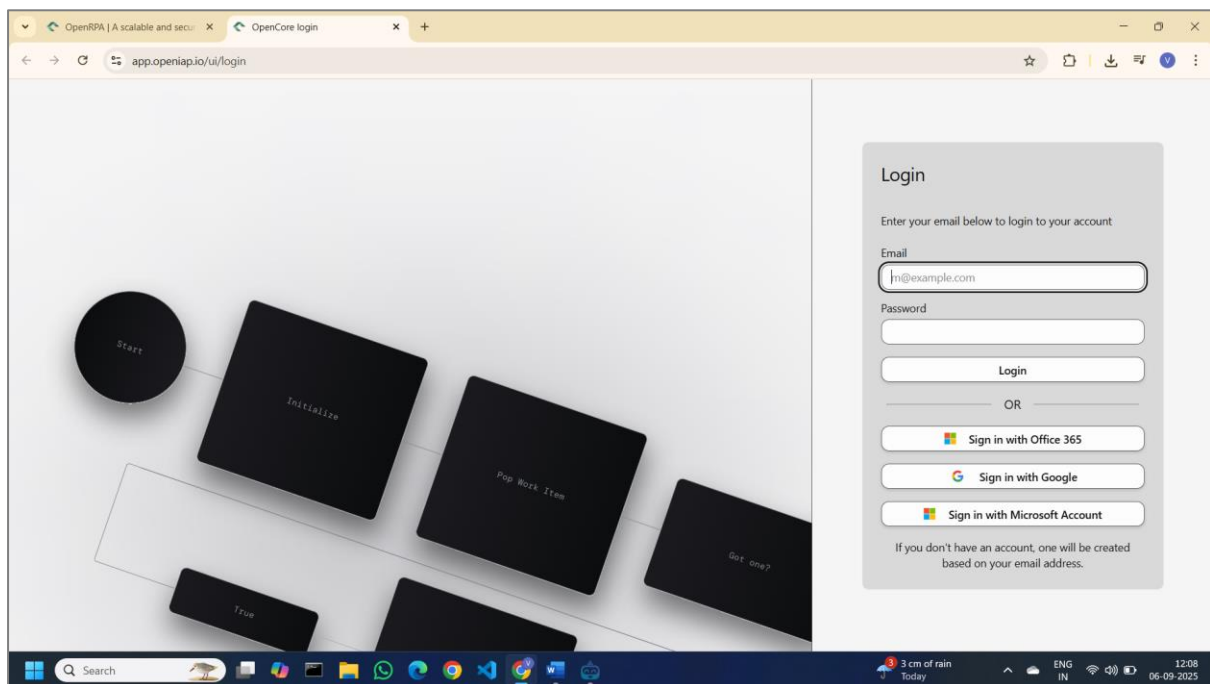 OpenRPA | A scalable and secu
OpenCore login
app.openiap.io/ui/login
V
Start
Initialize
Pop Work Item
Got one?
True
Login
Enter your email below to login to your account
Email
m@example.com
Password
Login
OR
Sign in with Office 365
Sign in with Google
Sign in with Microsoft Account
If you don't have an account, one will be created
based on your email address.
Search
3
3 cm of rain
Today
ENG
IN
12:08
06-09-2025